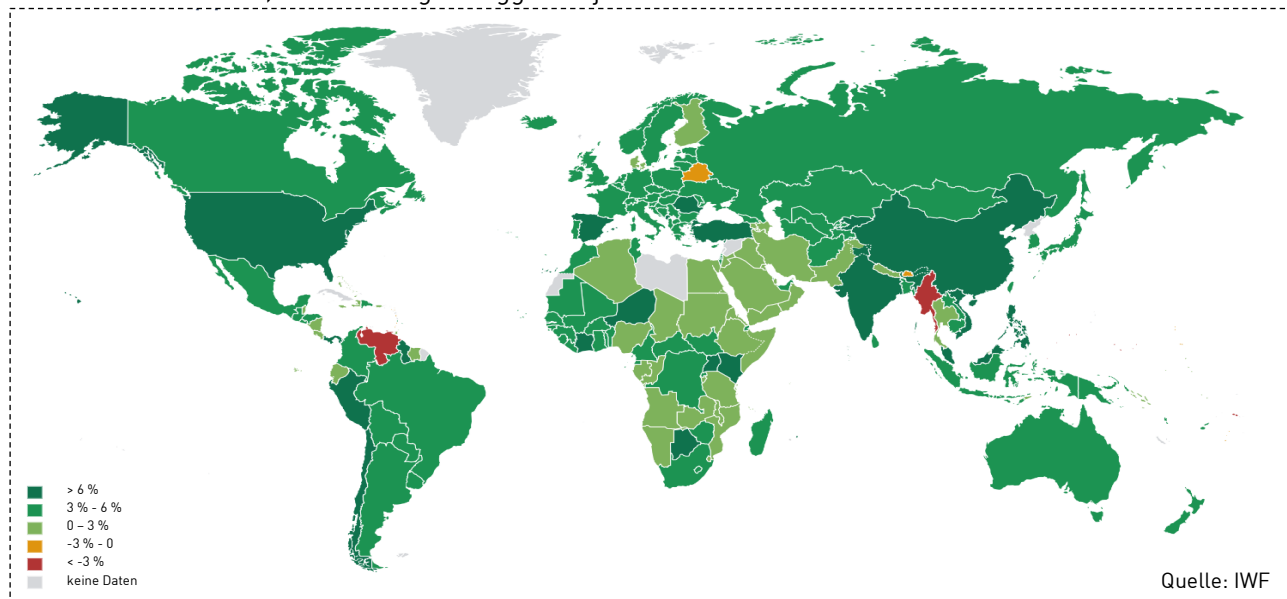 > 6 %
3 % - 6 %
0 – 3 %
-3 % - 0
< -3 %
keine Daten
Quelle: IWF